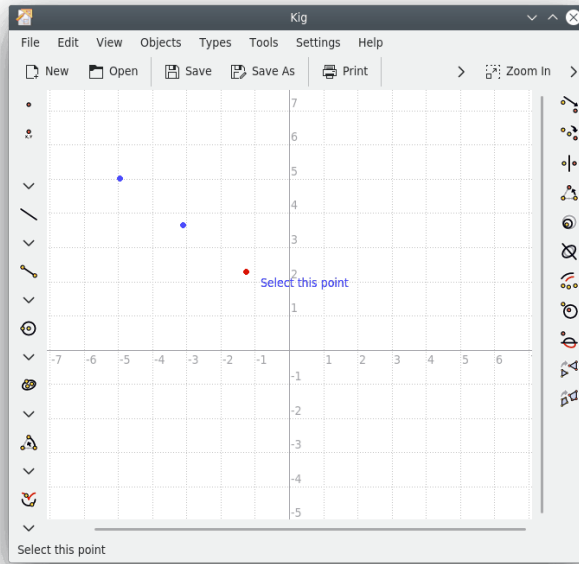 Kig
File Edit View Objects Types Tools Settings Help
New Open Save Save As Print Zoom In
x,y
7
6
5
4
3
2
Select this point
1
-7 -6 -5 -4 -3 -2 -1 1 2 3 4 5 6
-1
-2
-3
-4
-5
Select this point